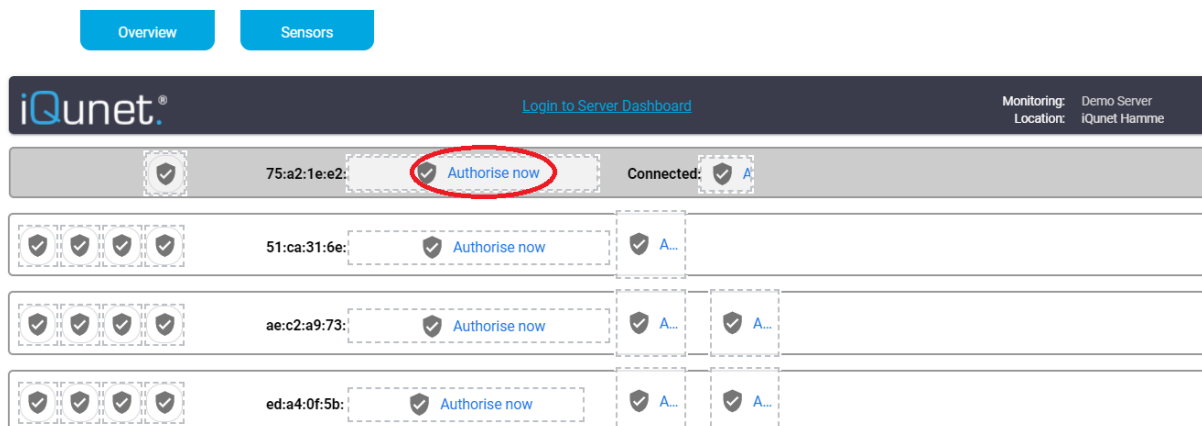 Overview Sensors
iQunet.® Login to Server Dashboard Monitoring: Demo Server
Location: iQunet Hamme
75:a2:1e:e2: Authorise now Connected: A
51:ca:31:6e: Authorise now A...
ae:c2:a9:73: Authorise now A... A...
ed:a4:0f:5b: Authorise now A... A...